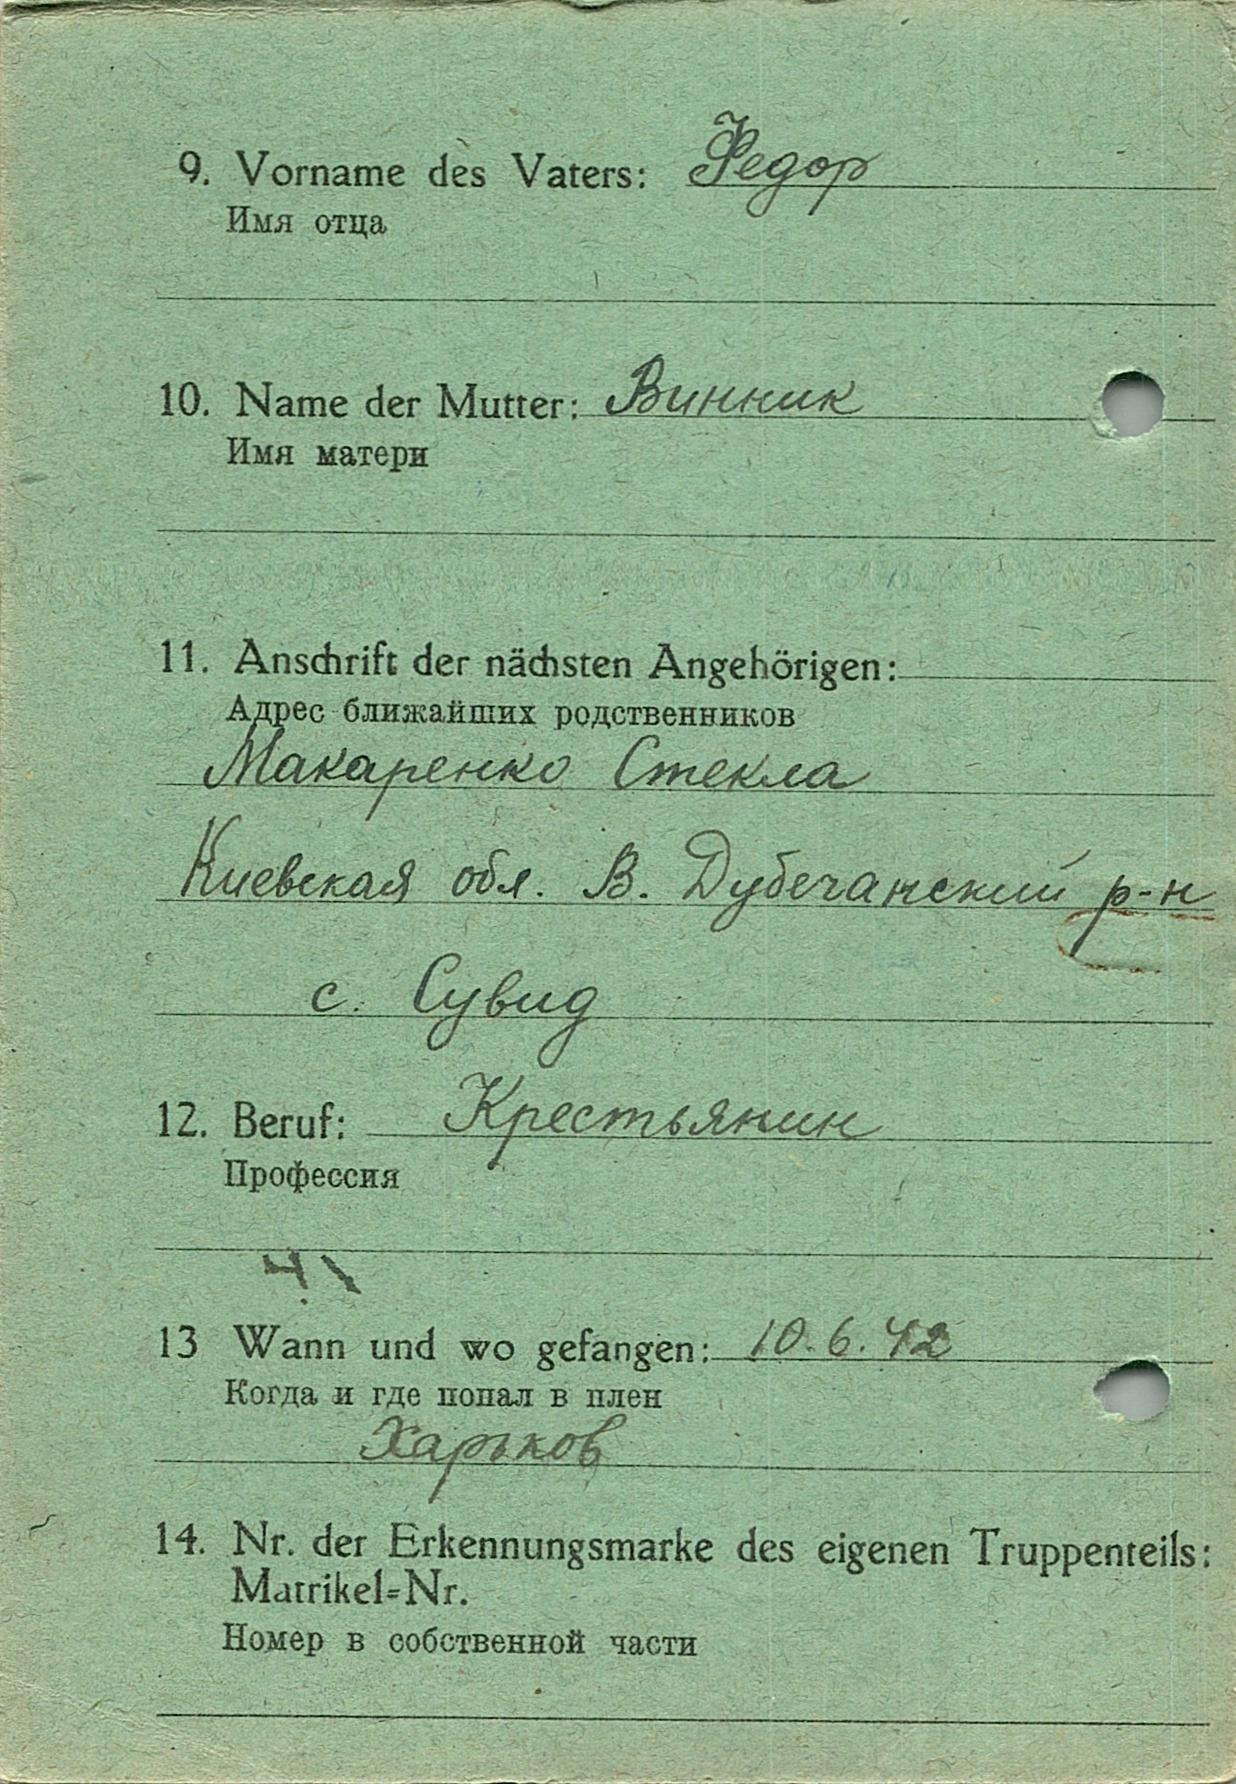 9. Vorname des Vaters: Федор
Имя отца
10. Name der Mutter: Винник
Имя матери
11. Anschrift der nächsten Angehörigen:
Адрес ближайших родственников
Макаренко Стекла
Киевская обл. В. Дубечанский р-н
с. Сувид
12. Beruf: Крестьянин
Профессия
13 Wann und wo gefangen: 10.6.42
Когда и где попал в плен
Харьков
14. Nr. der Erkennungsmarke des eigenen Truppenteils:
Matrikel=Nr.
Номер в собственной части